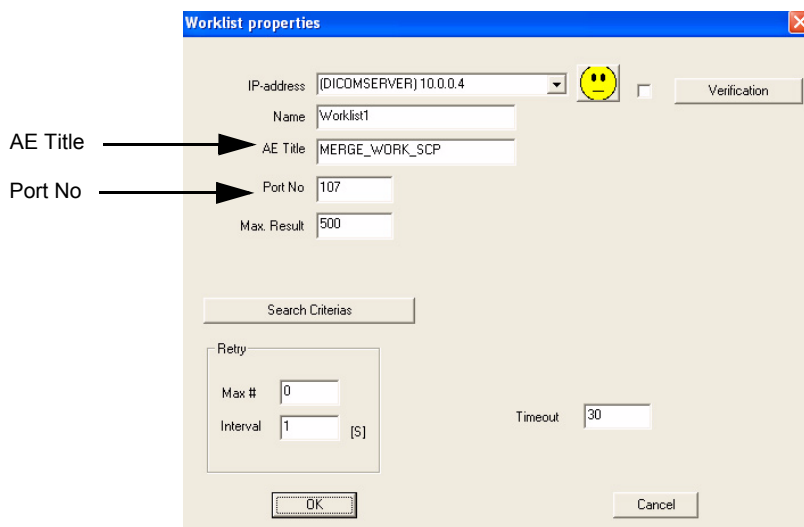 Worklist properties
IP-address (DICOMSERVER) 10.0.0.4 Verification
Name Worklist1
AE Title AE Title MERGE_WORK_SCP
Port No Port No 107
Max. Result 500
Search Criterias
Retry
Max # 0
Interval 1 [S] Timeout 30
OK Cancel